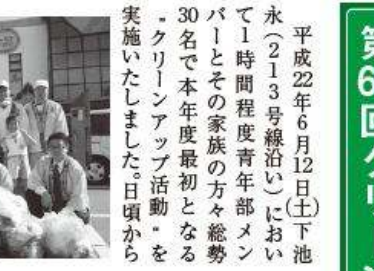 第6回クリー
平成22年6月12日(土)下池
永(213号線沿い)におい
て1時間程度青年部メン
バーとその家族の方々総勢
30名で本年度最初となる
"クリーンアップ活動"を
実施いたしました。日頃から